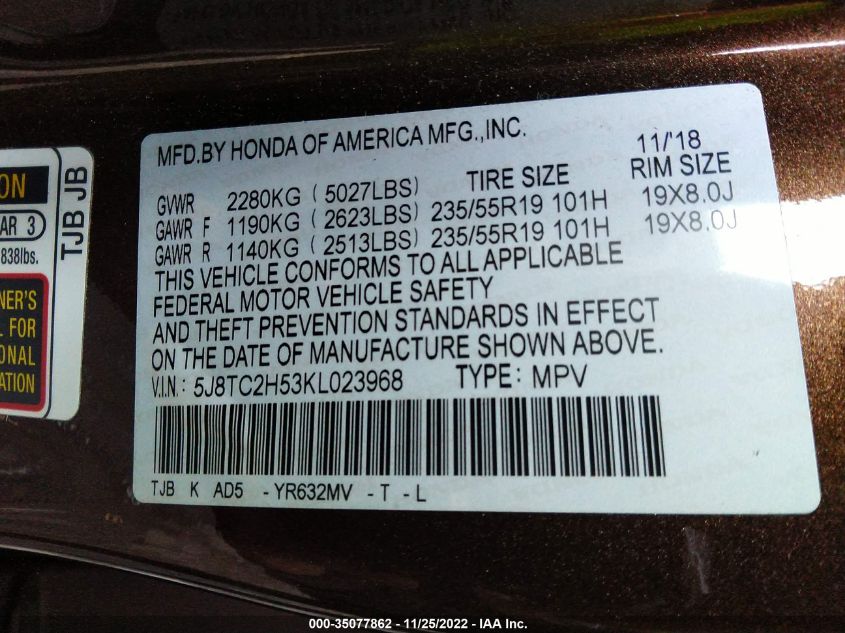 ON
AR 3
838lbs.
NER'S
L FOR
ONAL
ATION
TJB JB
MFD.BY HONDA OF AMERICA MFG.,INC. 11/'18
GVWR 2280KG (5027LBS) TIRE SIZE RIM SIZE
GAWR F 1190KG (2623LBS) 235/55R19 101H 19X8.0J
GAWR R 1140KG (2513LBS) 235/55R19 101H 19X8.0J
THIS VEHICLE CONFORMS TO ALL APPLICABLE
FEDERAL MOTOR VEHICLE SAFETY
AND THEFT PREVENTION STANDARDS IN EFFECT
ON THE DATE OF MANUFACTURE SHOWN ABOVE.
V.I.N: 5J8TC2H53KL023968 TYPE: MPV
TJB K AD5 -YR632MV -T -L
000-35077862 - 11/25/2022 - IAA Inc.